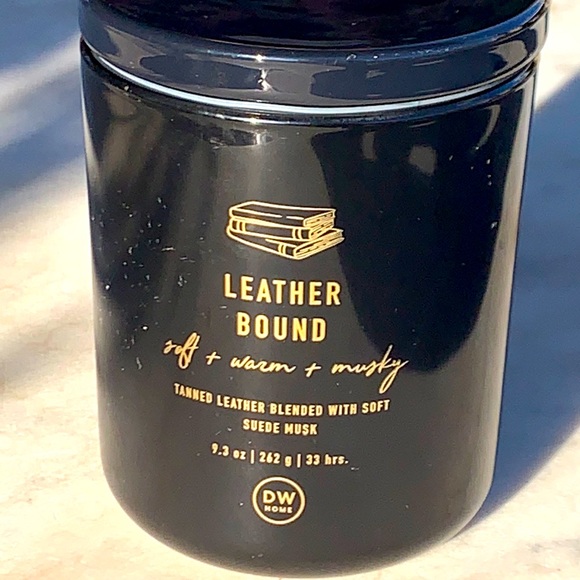 LEATHER
BOUND
soft + warm + musky
TANNED LEATHER BLENDED WITH SOFT
SUEDE MUSK
9.3 oz | 262 g | 33 hrs.
DW
HOME